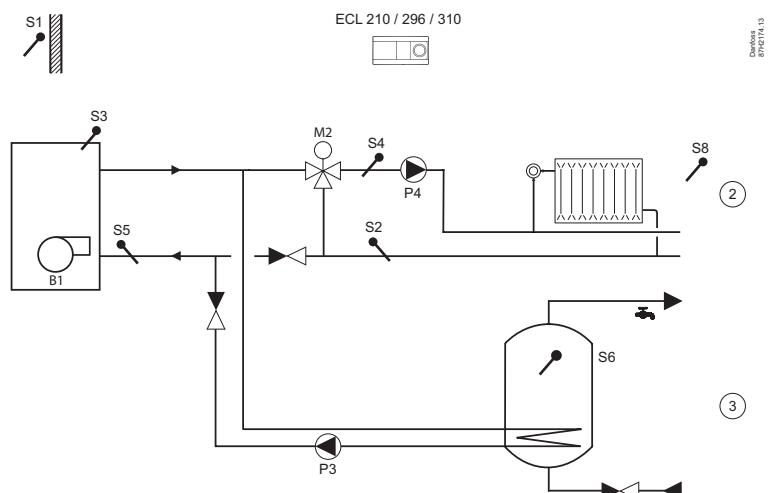 S1
ECL 210 / 296 / 310
Danfoss
87H2174.13
S3
M2
S4
S8
P4
2
S5
S2
B1
S6
3
P3